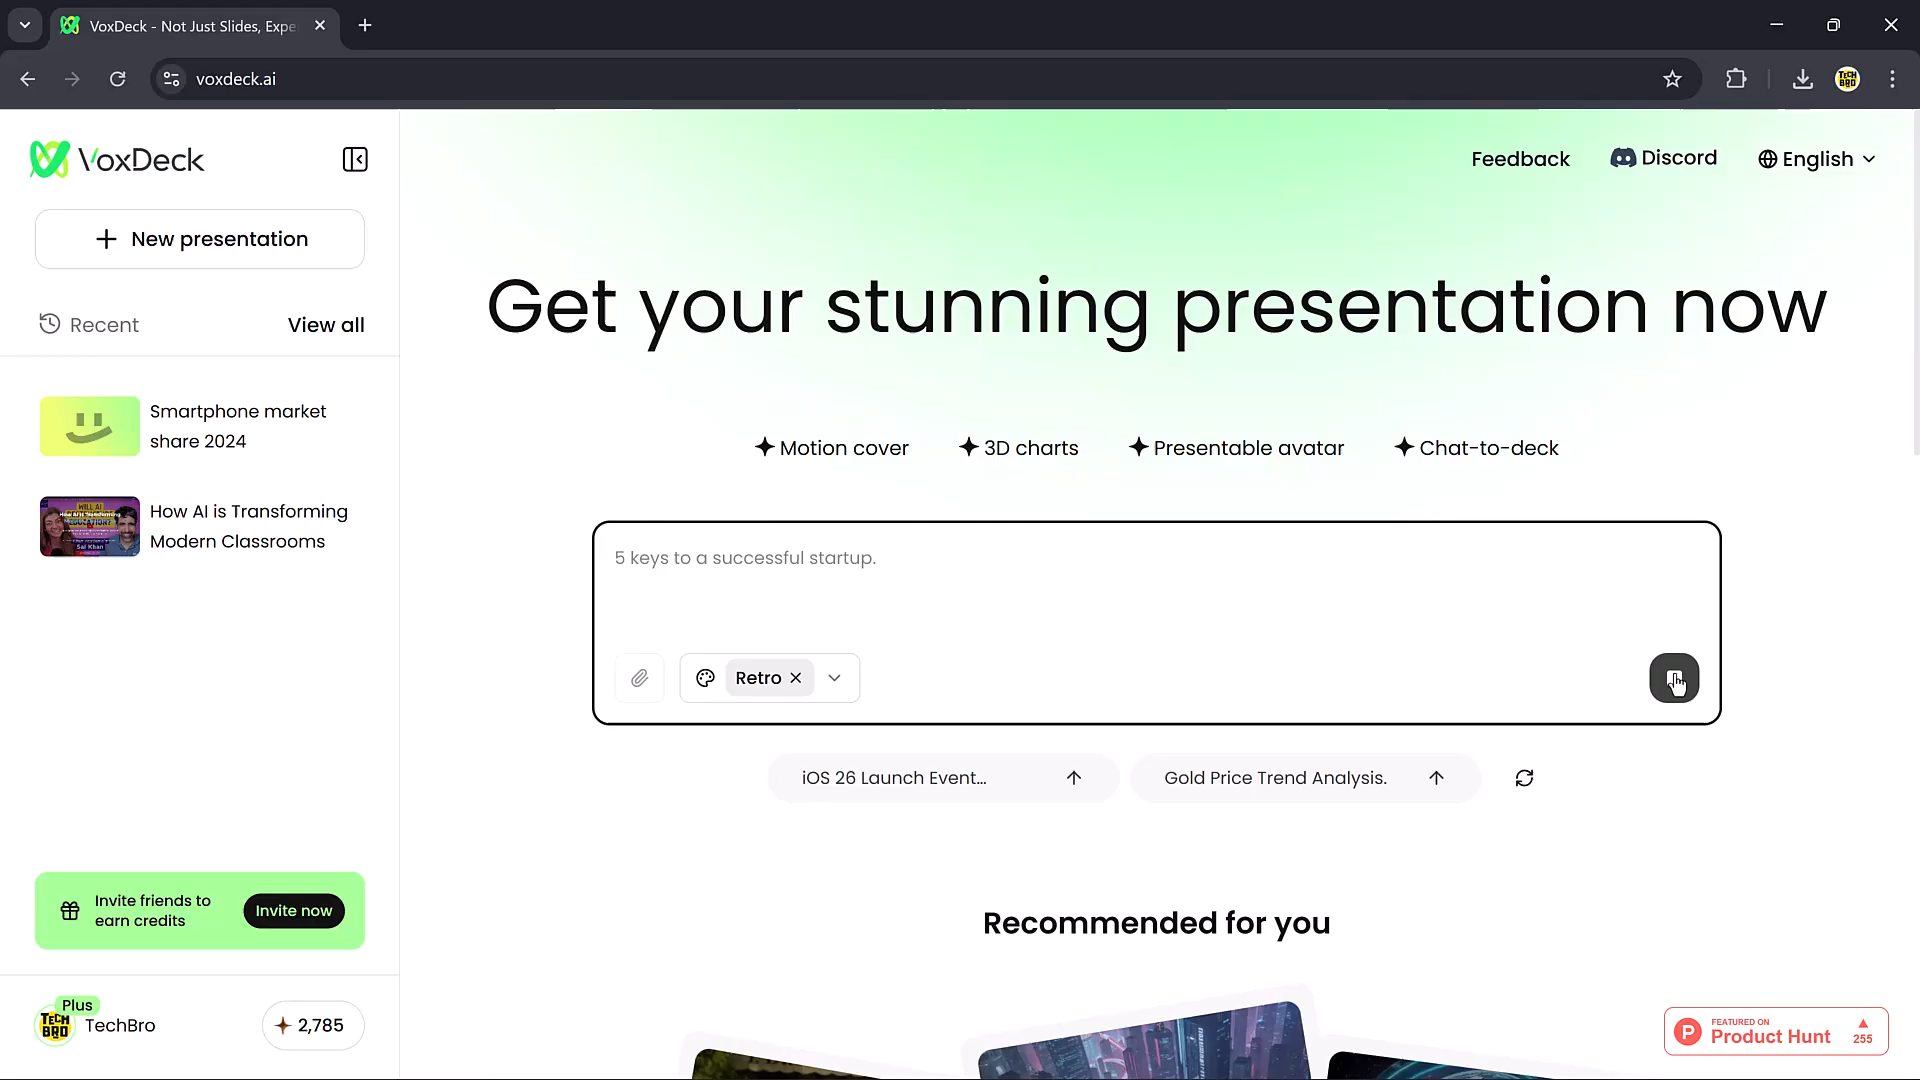 VoxDeck - Not Just Slides, Expe
voxdeck.ai
VoxDeck
New presentation
Recent
View all
Smartphone market
share 2024
How AI is Transforming
Modern Classrooms
Invite friends to
earn credits
Invite now
Plus
TechBro
2,785
Feedback
Discord
English
Get your stunning presentation now
Motion cover
3D charts
Presentable avatar
Chat-to-deck
5 keys to a successful startup.
Retro
iOS 26 Launch Event...
Gold Price Trend Analysis.
Recommended for you
FEATURED ON
Product Hunt
255
TECH
BRO